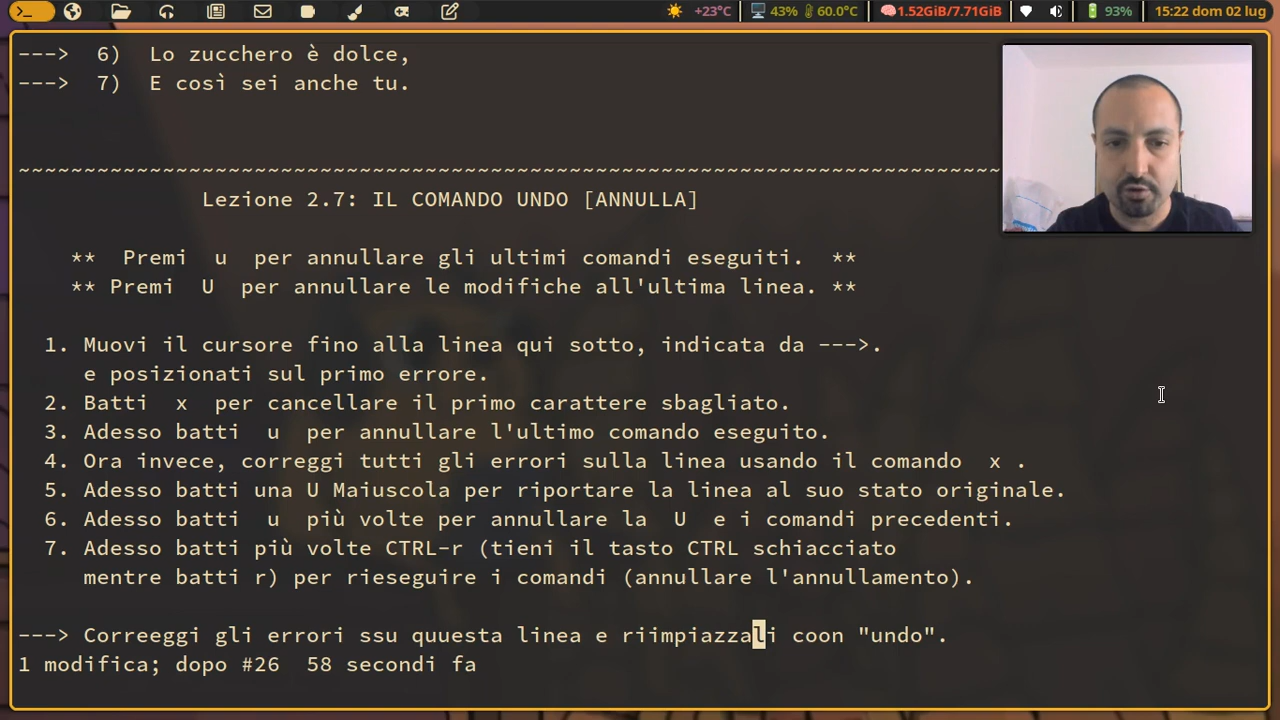 +23°C 43% 60.0°C 1.52GiB/7.71GiB 93% 15:22 dom 02 lug
---> 6) Lo zucchero è dolce,
---> 7) E così sei anche tu.
~~~~~~~~~~~~~~~~~~~~~~~~~~~~~~~~~~~~~~~~~~~~~~~~~~~~~~~~~~~~~~~~~~~~~~~~~~~
Lezione 2.7: IL COMANDO UNDO [ANNULLA]
** Premi u per annullare gli ultimi comandi eseguiti. **
** Premi U per annullare le modifiche all'ultima linea. **
1. Muovi il cursore fino alla linea qui sotto, indicata da --->.
e posizionati sul primo errore.
2. Batti x per cancellare il primo carattere sbagliato.
3. Adesso batti u per annullare l'ultimo comando eseguito.
4. Ora invece, correggi tutti gli errori sulla linea usando il comando x .
5. Adesso batti una U Maiuscola per riportare la linea al suo stato originale.
6. Adesso batti u più volte per annullare la U e i comandi precedenti.
7. Adesso batti più volte CTRL-r (tieni il tasto CTRL schiacciato
mentre batti r) per rieseguire i comandi (annullare l'annullamento).
---> Correeggi gli errori ssu quuesta linea e riimpiazzali coon "undo".
1 modifica; dopo #26 58 secondi fa